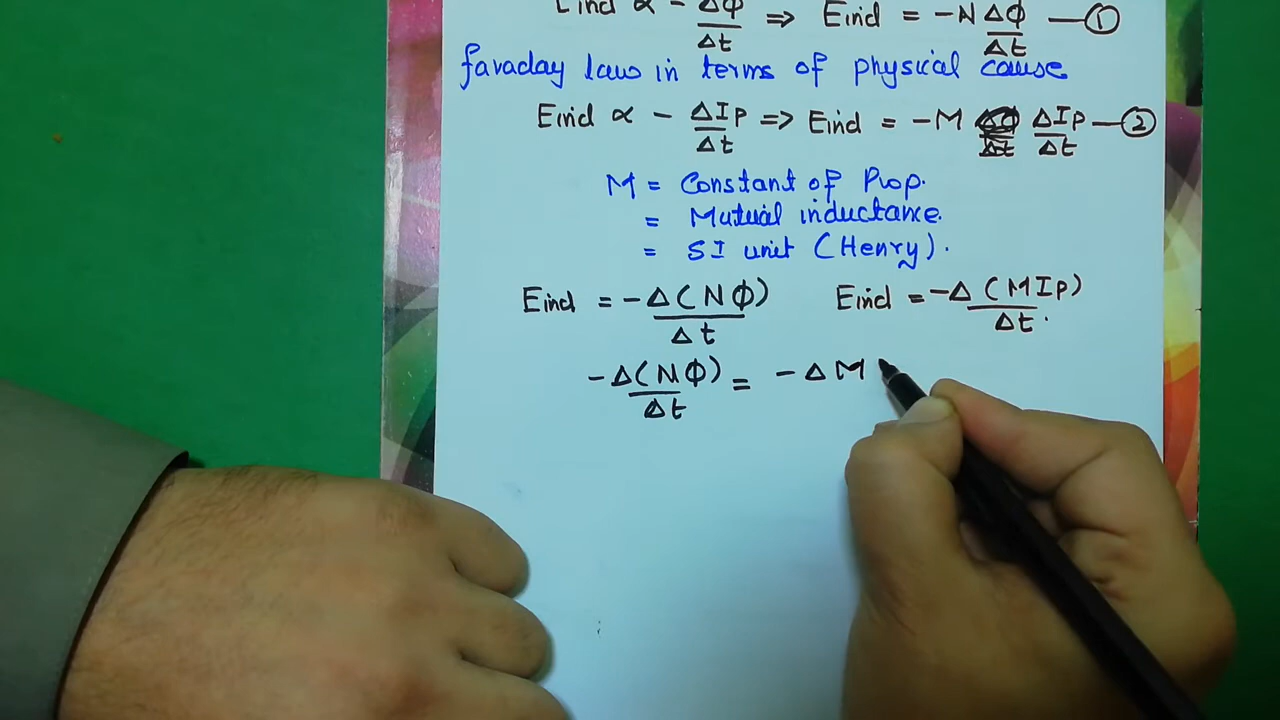 Eind ∝ - Δφ/Δt ⇒ Eind = -N Δφ/Δt —①
faraday law in terms of physical cause
Eind ∝ - ΔIp/Δt ⇒ Eind = -M ΔIp/Δt —②
M = Constant of Prop.
= Mutual inductance.
= SI unit (Henry).
Eind = -Δ(Nφ)/Δt Eind = -Δ(MIp)/Δt.
-Δ(Nφ)/Δt = -ΔM